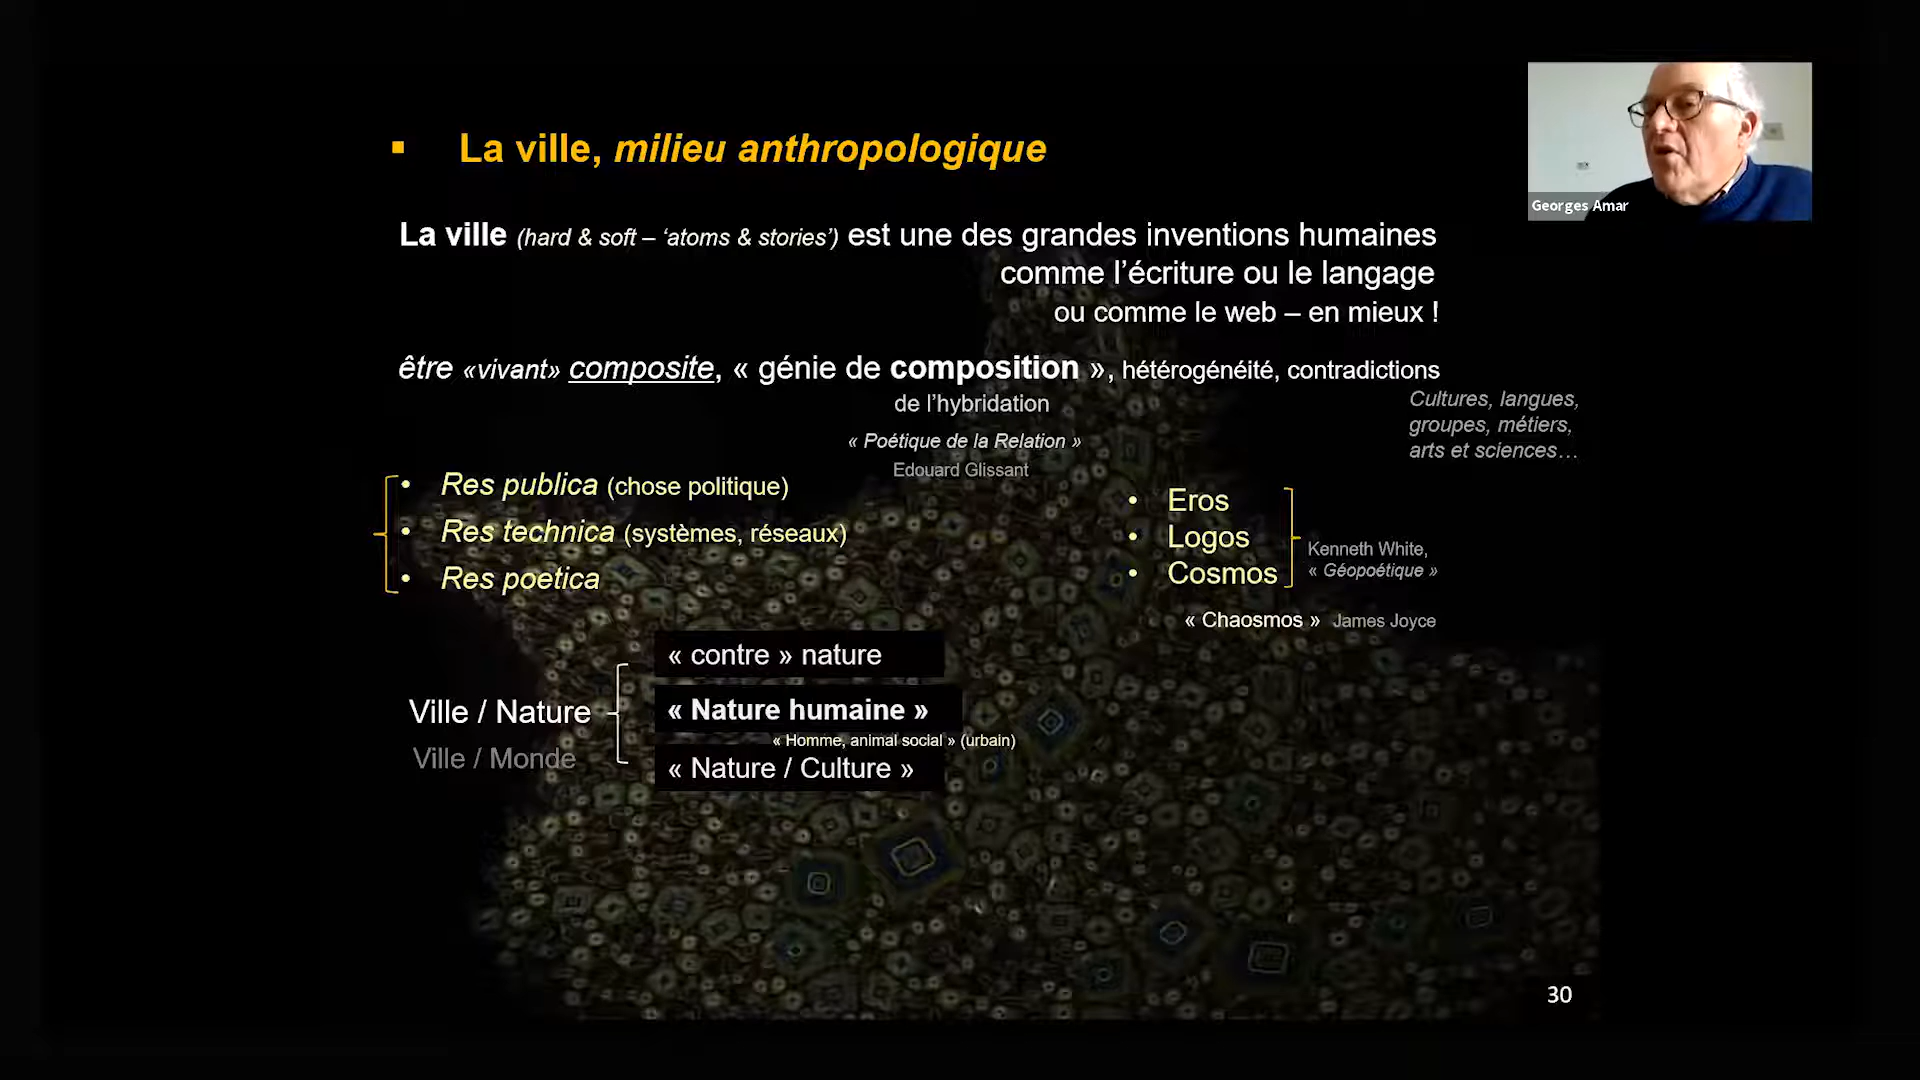 ▪ La ville, milieu anthropologique
Georges Amar
La ville (hard & soft – ‘atoms & stories’) est une des grandes inventions humaines
comme l’écriture ou le langage
ou comme le web – en mieux !
être «vivant» composite, « génie de composition », hétérogénéité, contradictions
de l’hybridation
Cultures, langues,
groupes, métiers,
arts et sciences…
« Poétique de la Relation »
Edouard Glissant
• Res publica (chose politique)
• Res technica (systèmes, réseaux)
• Res poetica
• Eros
• Logos
• Cosmos
Kenneth White,
« Géopoétique »
« Chaosmos » James Joyce
« contre » nature
Ville / Nature
« Nature humaine »
« Homme, animal social » (urbain)
Ville / Monde
« Nature / Culture »
30